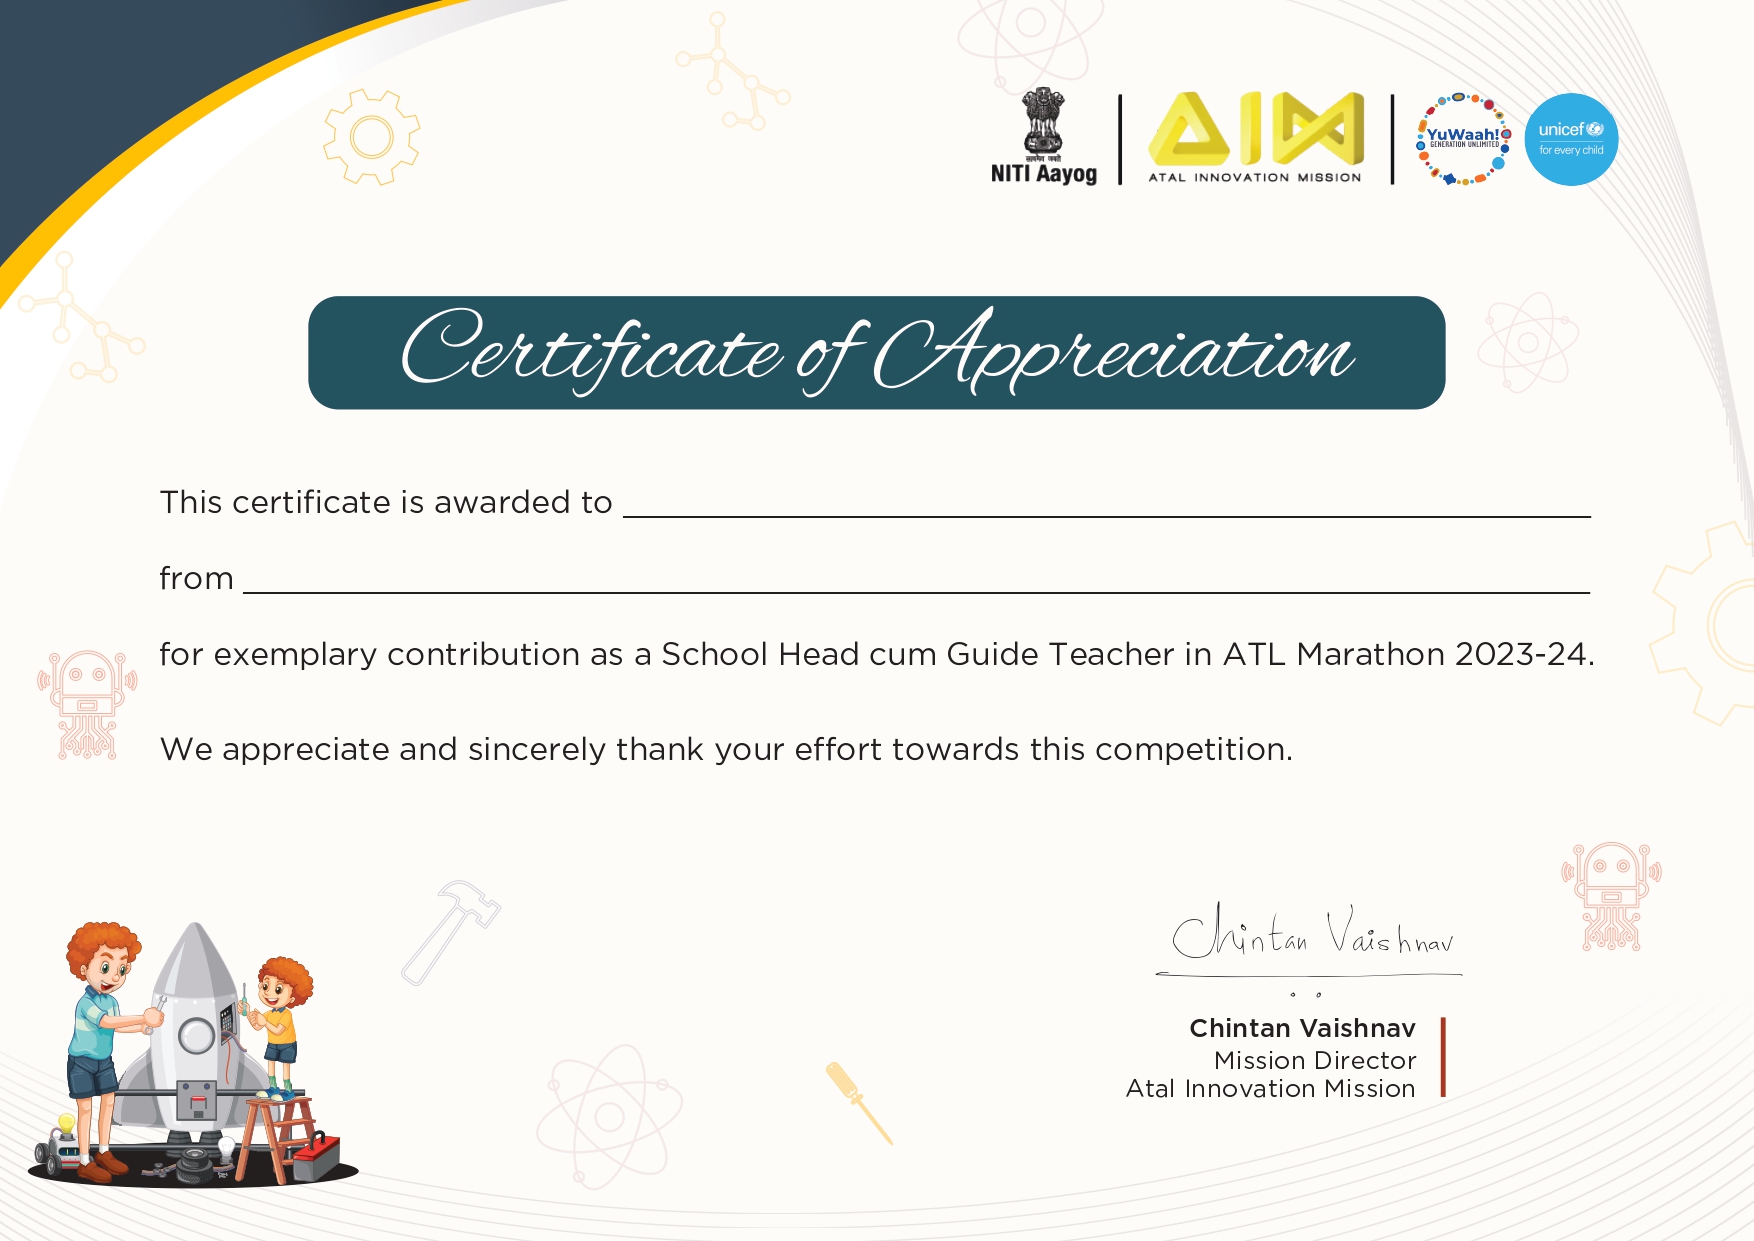 सत्यमेव जयते
NITI Aayog
AIM
ATAL INNOVATION MISSION
YuWaah!
GENERATION UNLIMITED
unicef
for every child
Certificate of Appreciation
This certificate is awarded to
from
for exemplary contribution as a School Head cum Guide Teacher in ATL Marathon 2023-24.
We appreciate and sincerely thank your effort towards this competition.
Chintan Vaishnav
Chintan Vaishnav
Mission Director
Atal Innovation Mission